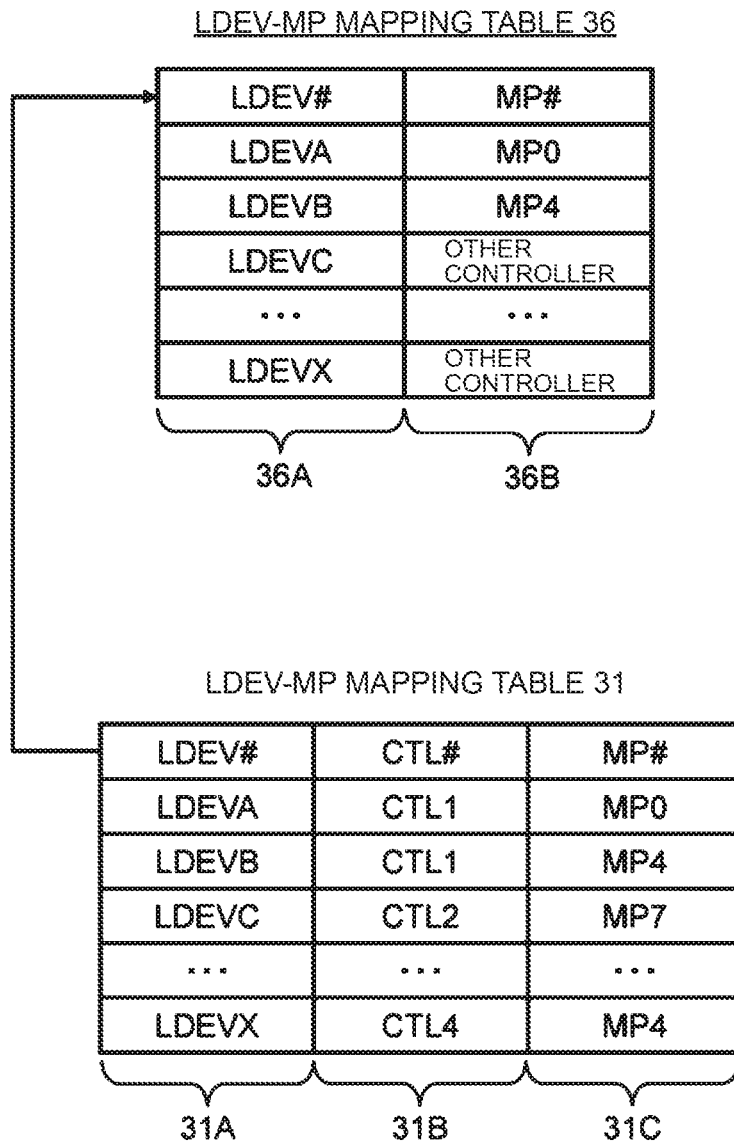 LDEV-MP MAPPING TABLE 36
LDEV# MP#
LDEVA MP0
LDEVB MP4
LDEVC OTHER CONTROLLER
... ...
LDEVX OTHER CONTROLLER
36A 36B
LDEV-MP MAPPING TABLE 31
LDEV# CTL# MP#
LDEVA CTL1 MP0
LDEVB CTL1 MP4
LDEVC CTL2 MP7
... ... ...
LDEVX CTL4 MP4
31A 31B 31C